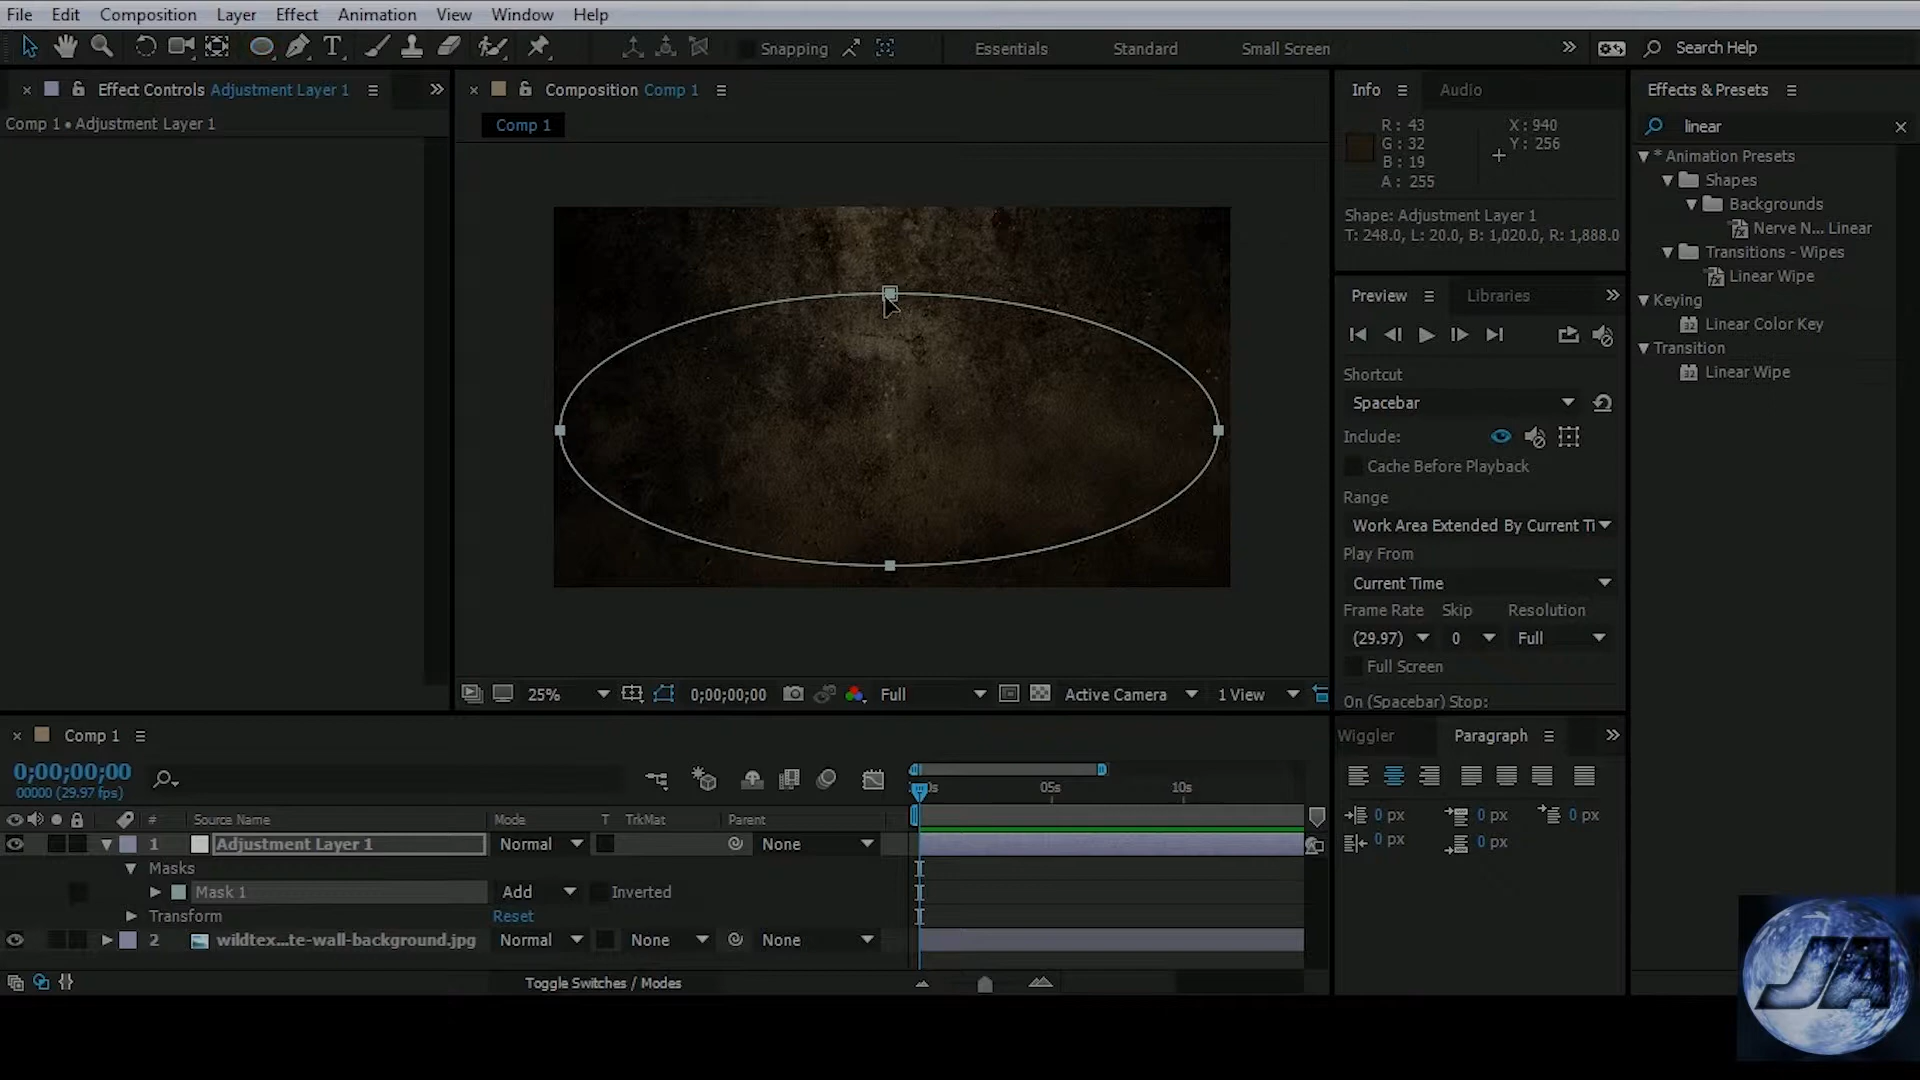 File Edit Composition Layer Effect Animation View Window Help
T Snapping Essentials Standard Small Screen Search Help
Effect Controls Adjustment Layer 1
Composition Comp 1
Info Audio
Effects & Presets
Comp 1 • Adjustment Layer 1
Comp 1
R : 43
G : 32
B : 19
A : 255
X : 940
Y : 256
linear
* Animation Presets
Shapes
Backgrounds
Nerve N... Linear
Transitions - Wipes
Linear Wipe
Keying
Linear Color Key
Transition
Linear Wipe
Shape: Adjustment Layer 1
T: 248.0, L: 20.0, B: 1,020.0, R: 1,888.0
Preview Libraries
Shortcut
Spacebar
Include:
Cache Before Playback
Range
Work Area Extended By Current Ti
Play From
Current Time
Frame Rate Skip Resolution
(29.97) 0 Full
Full Screen
On (Spacebar) Stop:
25% 0;00;00;00 Full Active Camera 1 View
Comp 1
Wiggler Paragraph
0;00;00;00
00000 (29.97 fps)
0s 05s 10s
# Source Name Mode T TrkMat Parent
1 Adjustment Layer 1 Normal None
Masks
Mask 1 Add Inverted
Transform Reset
2 wildtex...te-wall-background.jpg Normal None None
Toggle Switches / Modes
0 px 0 px 0 px
0 px 0 px
JA